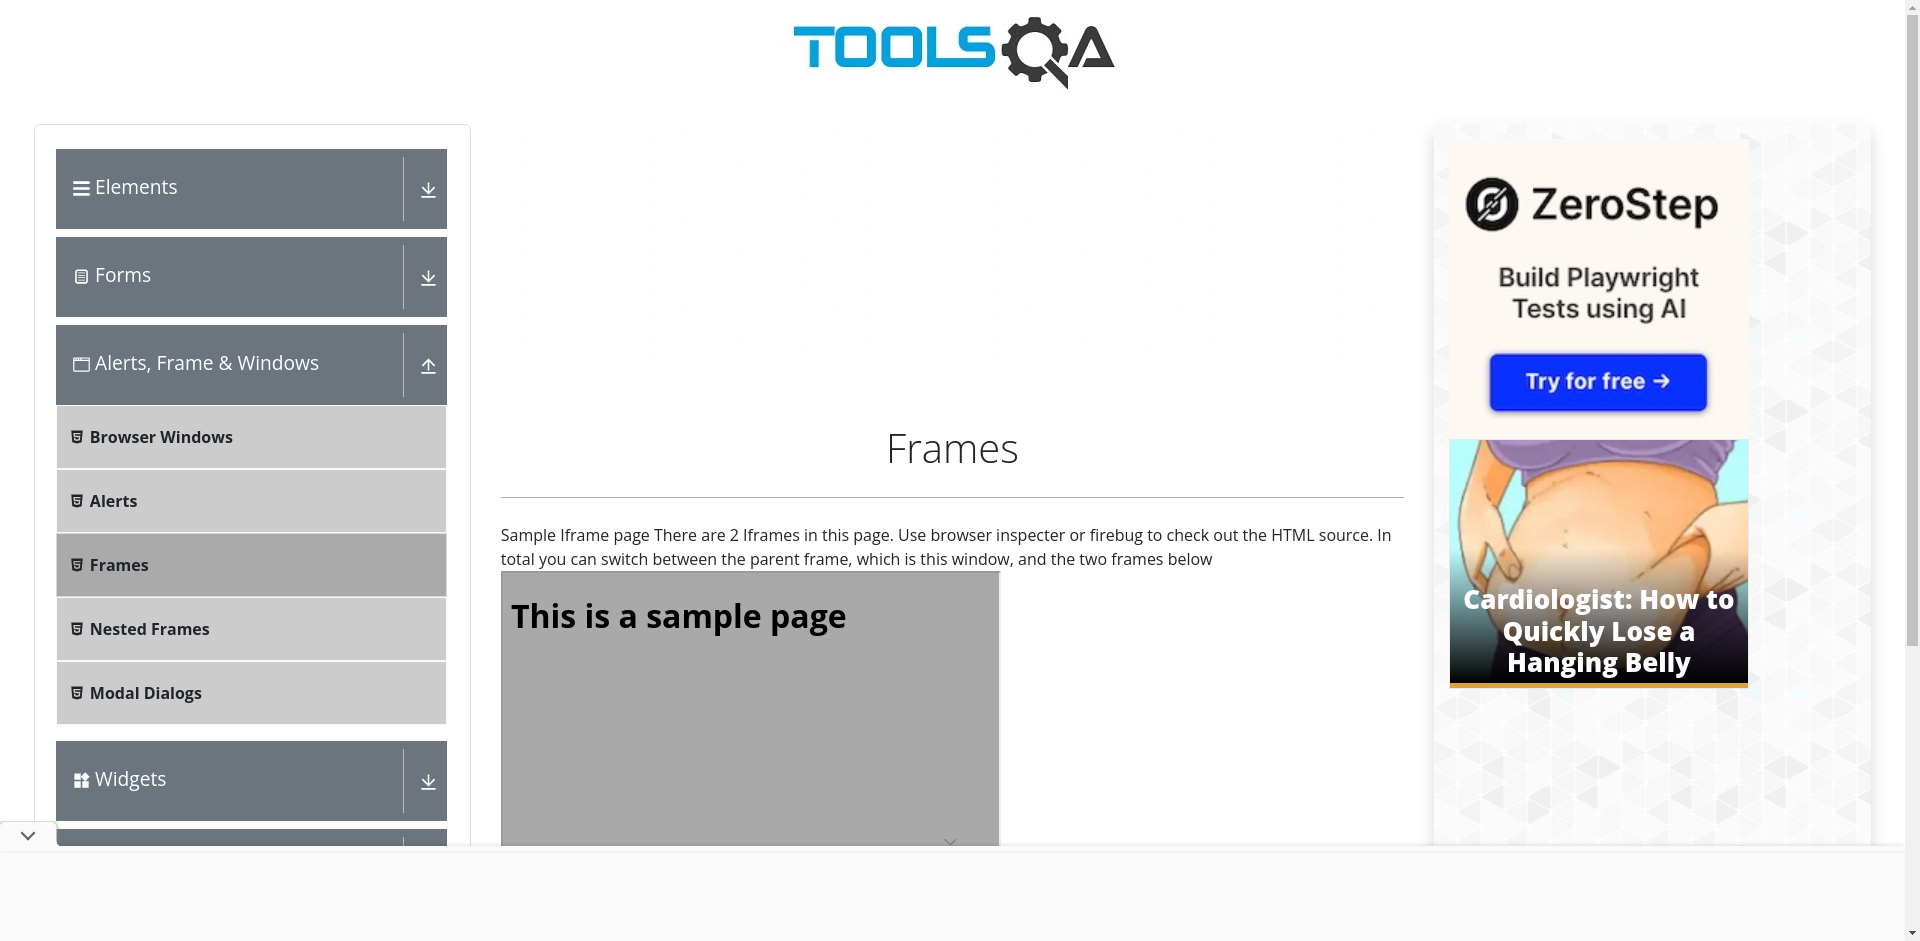 TOOLSQA
Elements
Forms
Alerts, Frame & Windows
Browser Windows
Alerts
Frames
Nested Frames
Modal Dialogs
Widgets
Frames
Sample Iframe page There are 2 Iframes in this page. Use browser inspecter or firebug to check out the HTML source. In
total you can switch between the parent frame, which is this window, and the two frames below
This is a sample page
ZeroStep
Build Playwright
Tests using AI
Try for free →
Cardiologist: How to
Quickly Lose a
Hanging Belly